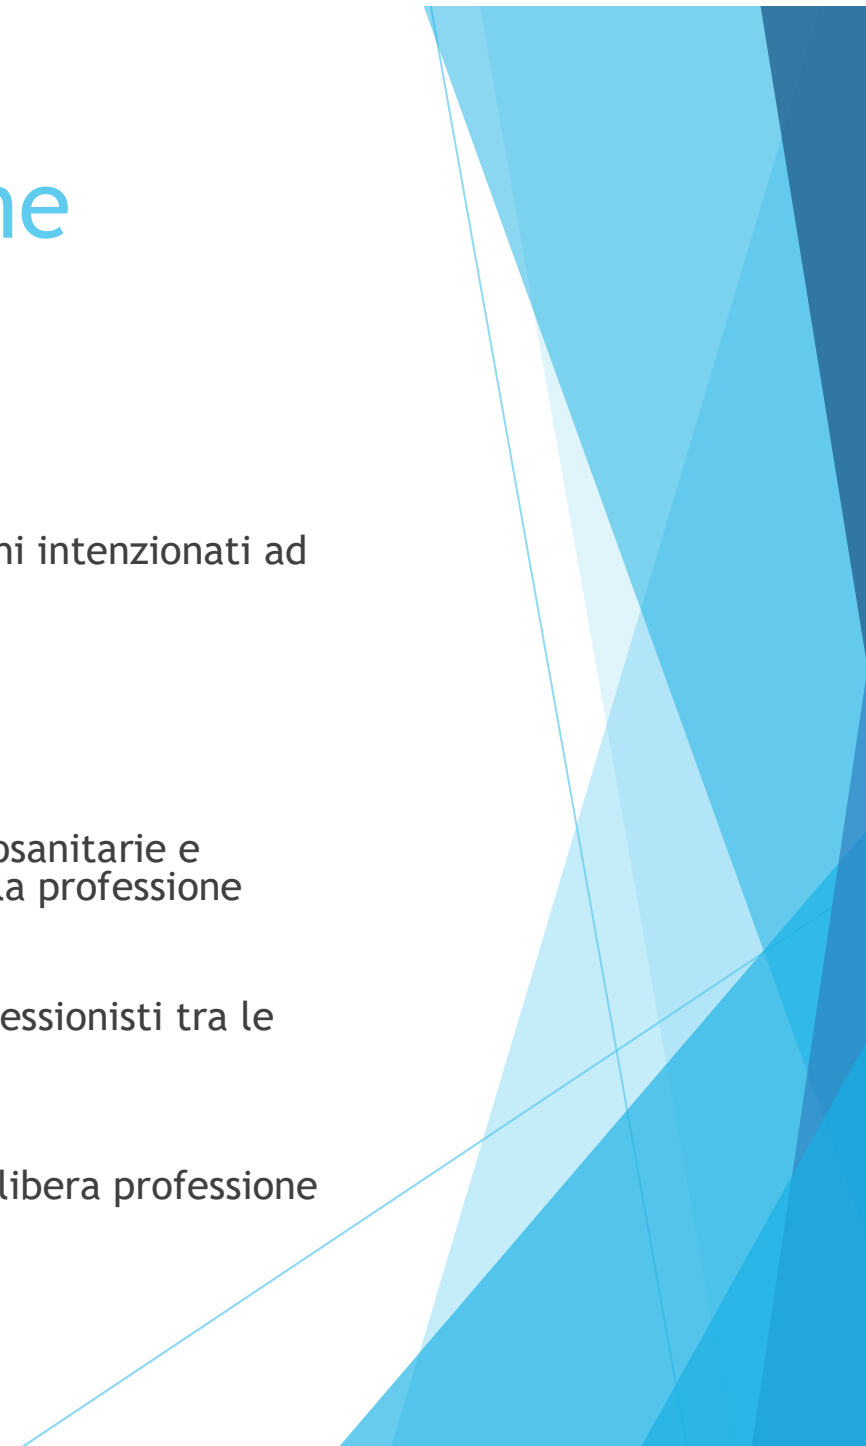 ne
ni intenzionati ad
osanitarie e
la professione
essionisti tra le
libera professione